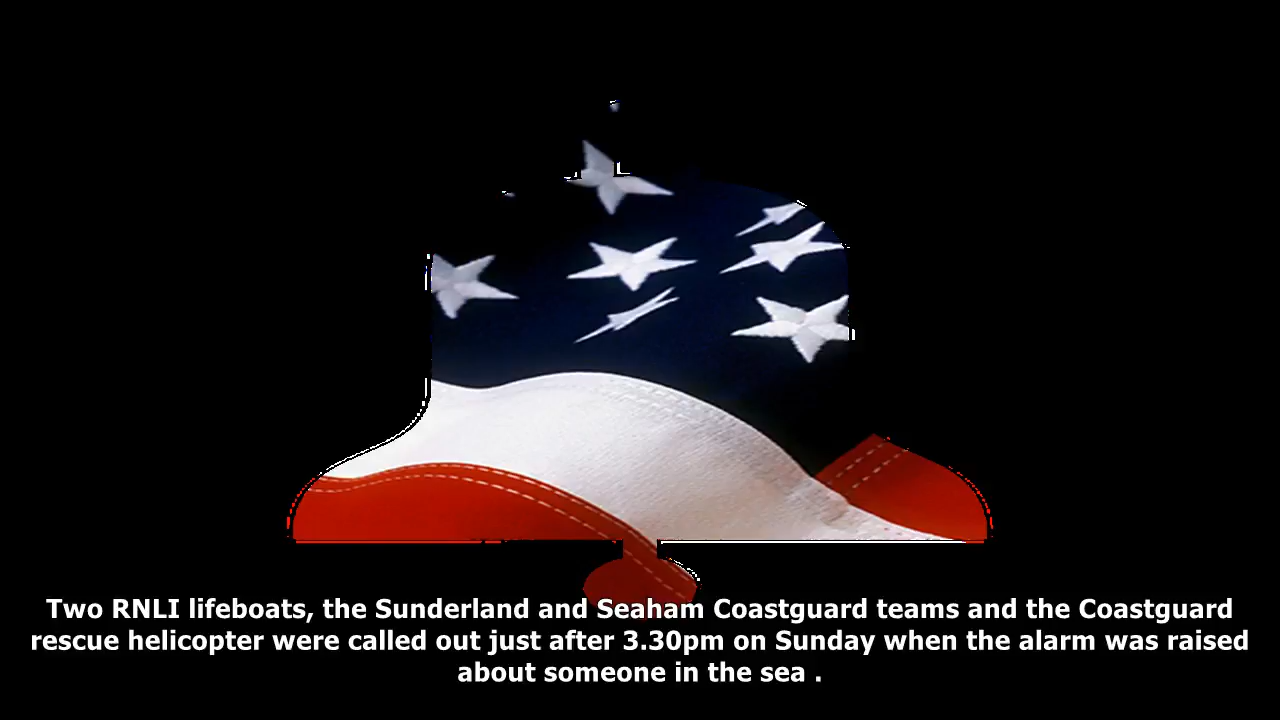 Two RNLI lifeboats, the Sunderland and Seaham Coastguard teams and the Coastguard
rescue helicopter were called out just after 3.30pm on Sunday when the alarm was raised
about someone in the sea .